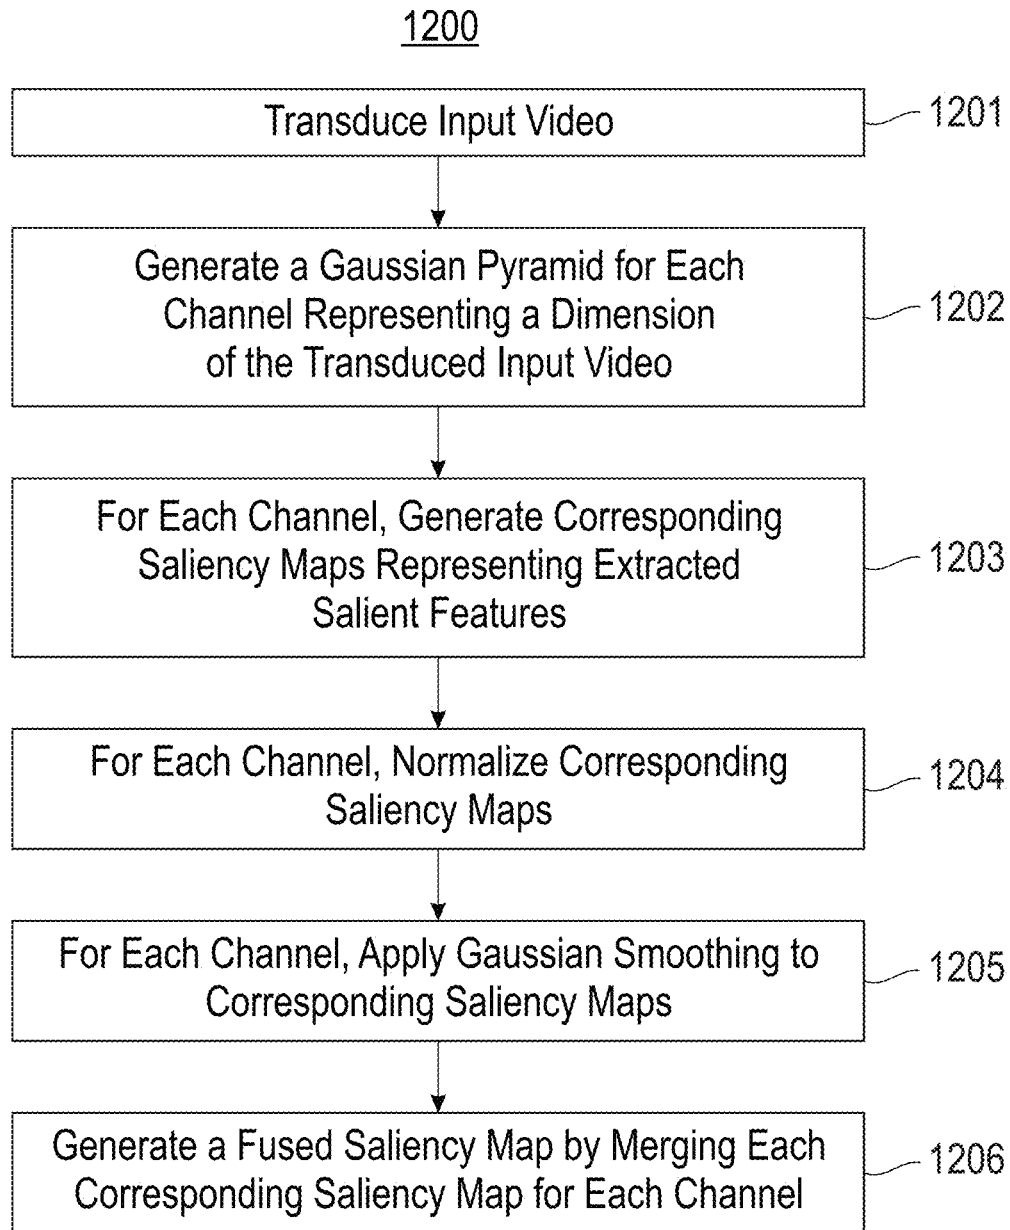 1200
Transduce Input Video
1201
Generate a Gaussian Pyramid for Each
Channel Representing a Dimension
of the Transduced Input Video
1202
For Each Channel, Generate Corresponding
Saliency Maps Representing Extracted
Salient Features
1203
For Each Channel, Normalize Corresponding
Saliency Maps
1204
For Each Channel, Apply Gaussian Smoothing to
Corresponding Saliency Maps
1205
Generate a Fused Saliency Map by Merging Each
Corresponding Saliency Map for Each Channel
1206